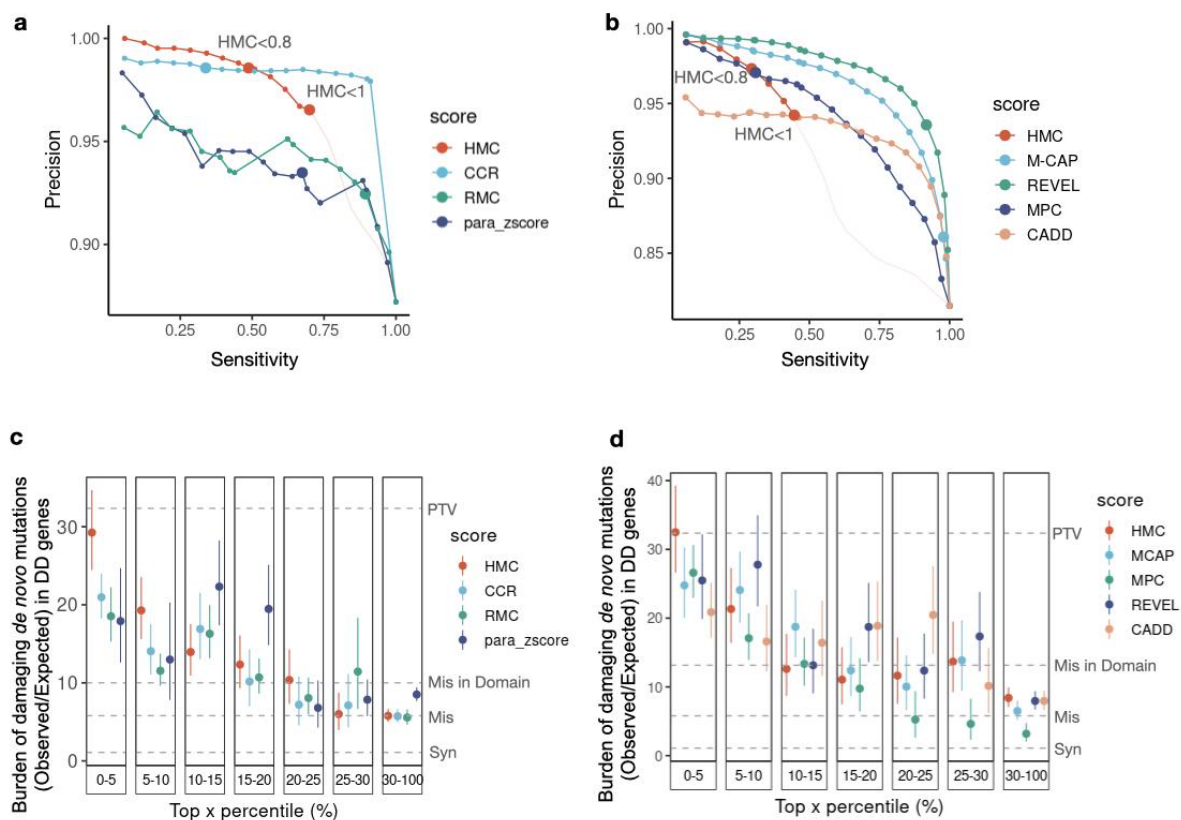 a
1.00
0.95
0.90
Precision
HMC<0.8
HMC<1
0.25
0.50
0.75
1.00
Sensitivity
score
HMC
CCR
RMC
para_zscore
b
1.00
0.95
0.90
0.85
Precision
HMC<0.8
HMC<1
0.25
0.50
0.75
1.00
Sensitivity
score
HMC
M-CAP
REVEL
MPC
CADD
c
Burden of damaging de novo mutations
(Observed/Expected) in DD genes
30
20
10
0
PTV
Mis in Domain
Mis
Syn
0-5
5-10
10-15
15-20
20-25
25-30
30-100
Top x percentile (%)
score
HMC
CCR
RMC
para_zscore
d
Burden of damaging de novo mutations
(Observed/Expected) in DD genes
40
30
20
10
0
PTV
Mis in Domain
Mis
Syn
0-5
5-10
10-15
15-20
20-25
25-30
30-100
Top x percentile (%)
score
HMC
MCAP
MPC
REVEL
CADD